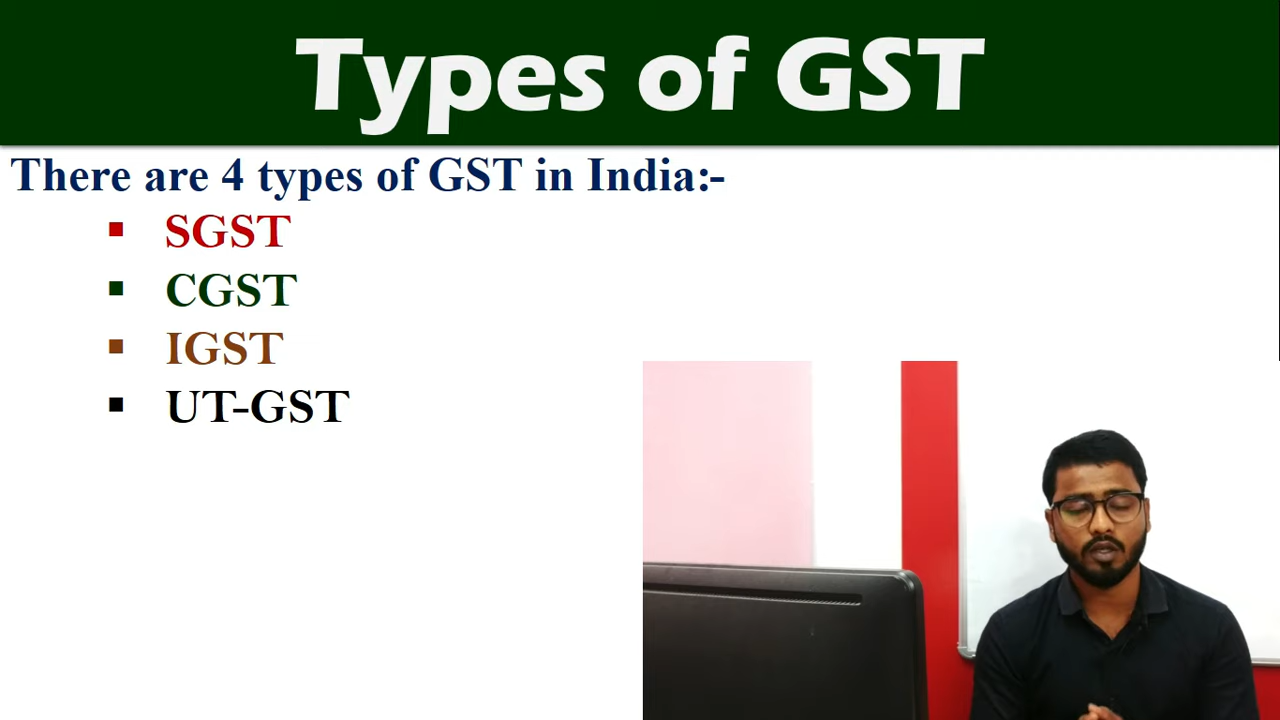 Types of GST
There are 4 types of GST in India:-
▪ SGST
▪ CGST
▪ IGST
▪ UT-GST